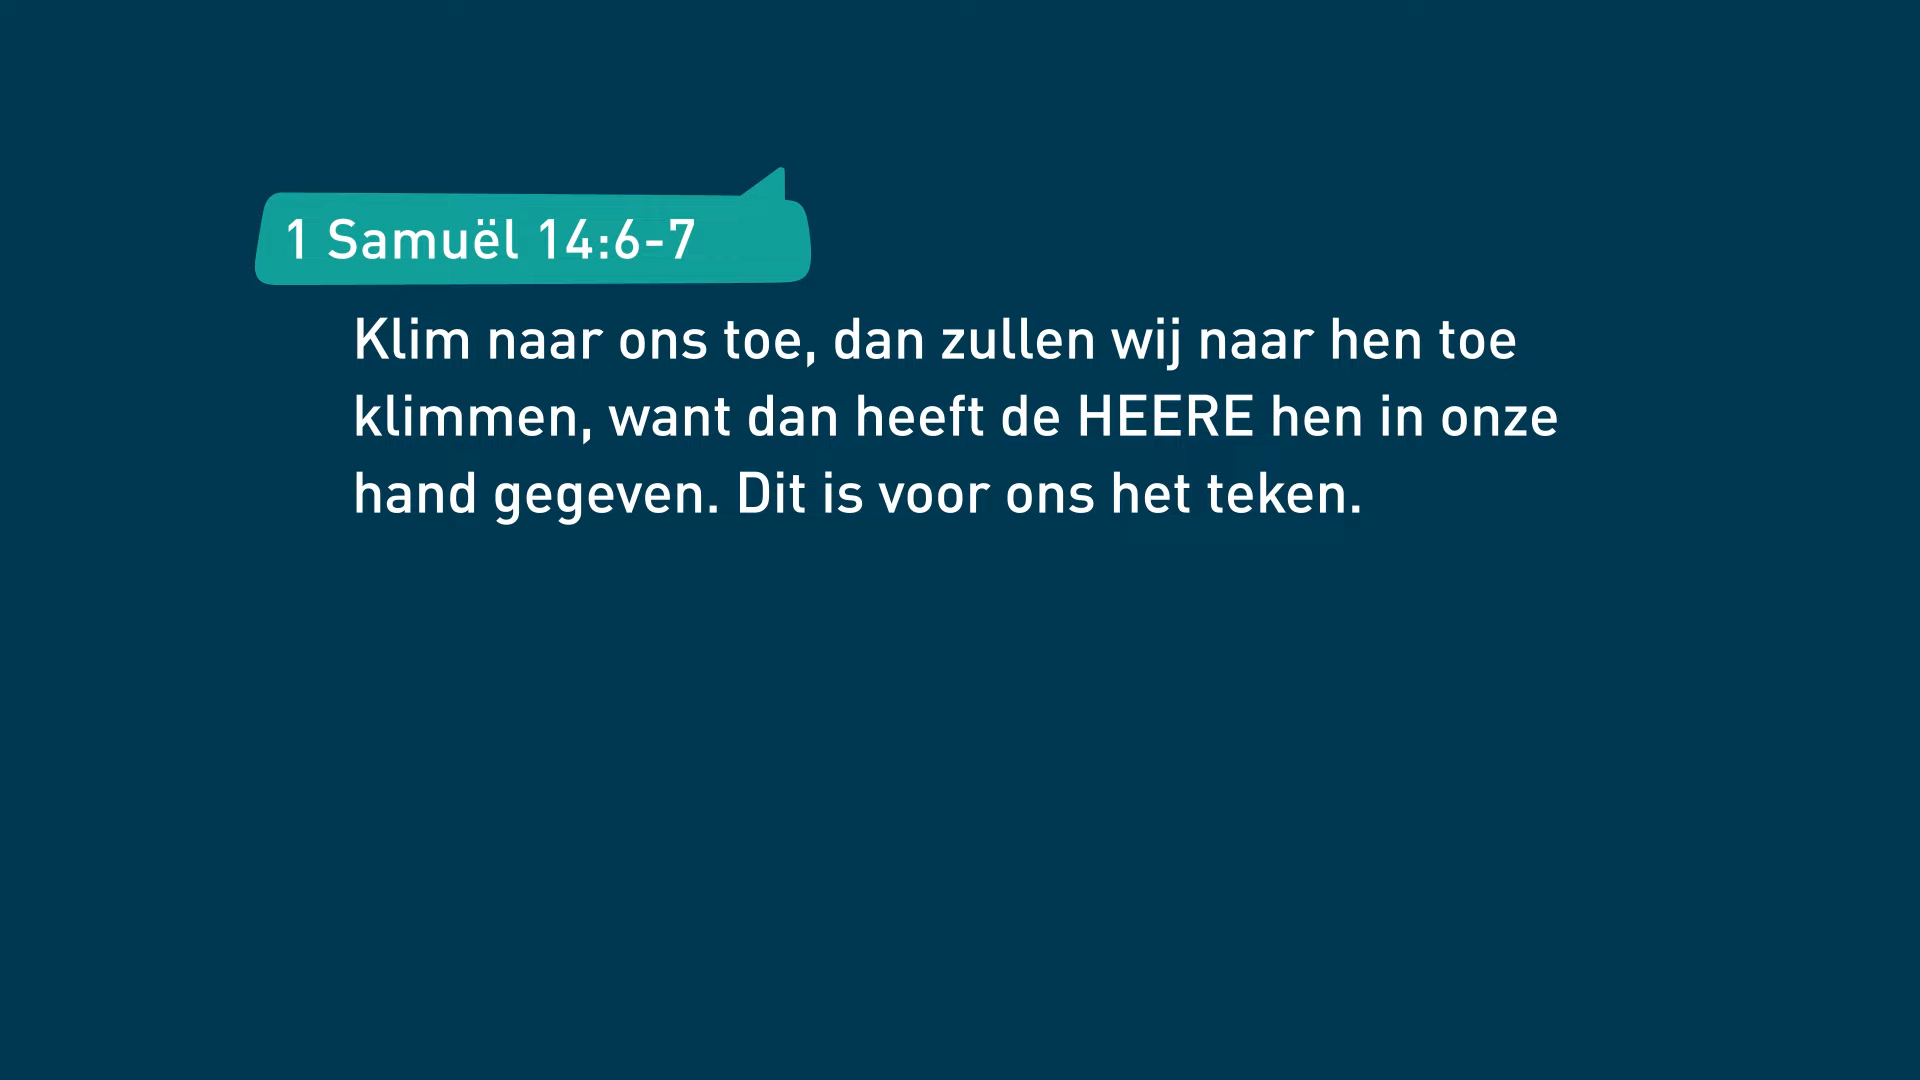 1 Samuël 14:6-7
Klim naar ons toe, dan zullen wij naar hen toe
klimmen, want dan heeft de HEERE hen in onze
hand gegeven. Dit is voor ons het teken.